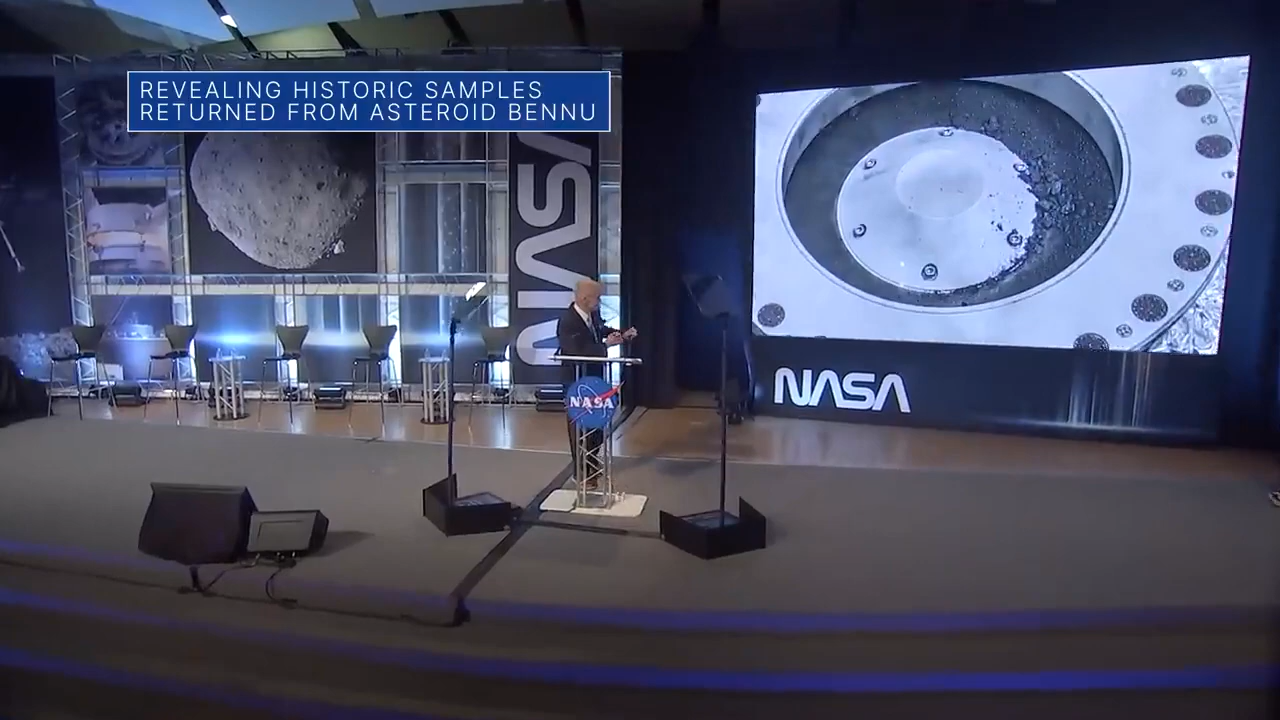 REVEALING HISTORIC SAMPLES
RETURNED FROM ASTEROID BENNU
NASA
NASA
NASA